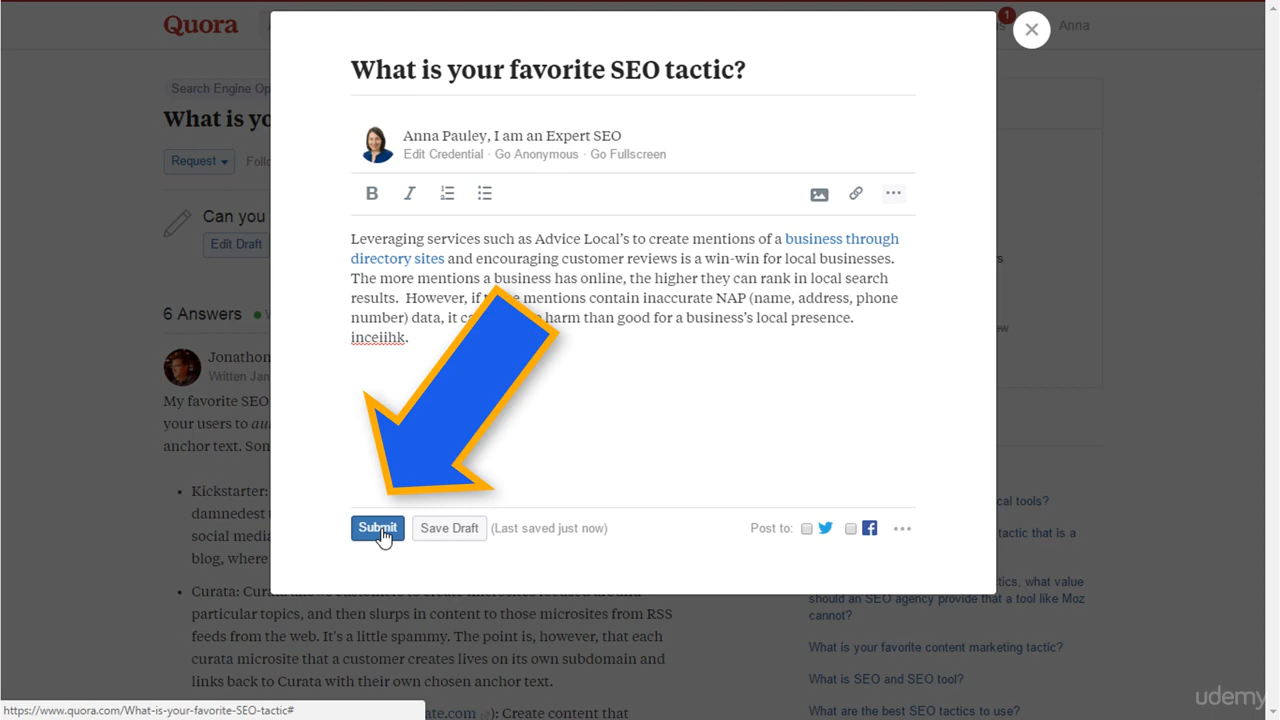 Quora
1
Anna
What is your favorite SEO tactic?
Search Engine Op
What is yo
Anna Pauley, I am an Expert SEO
Edit Credential · Go Anonymous · Go Fullscreen
Request
Follo
B I
Can you
Edit Draft
Leveraging services such as Advice Local's to create mentions of a business through
directory sites and encouraging customer reviews is a win-win for local businesses.
The more mentions a business has online, the higher they can rank in local search
results. However, if mentions contain inaccurate NAP (name, address, phone
number) data, it harm than good for a business's local presence.
inceiihk.
6 Answers
Jonathon
Written Jan
My favorite SEO
your users to
anchor text. Son
Kickstarter:
damnedest
social media
blog, where
Submit
Save Draft
(Last saved just now)
Post to:
cal tools?
tactic that is a
tics, what value
should an SEO agency provide that a tool like Moz
cannot?
What is your favorite content marketing tactic?
What is SEO and SEO tool?
What are the best SEO tactics to use?
Curata:
particular topics, and then slurps in content to those microsites from RSS
feeds from the web. It's a little spammy. The point is, however, that each
curata microsite that a customer creates lives on its own subdomain and
links back to Curata with their own chosen anchor text.
ate.com ): Create content that
https://www.quora.com/What-is-your-favorite-SEO-tactic#
udemy